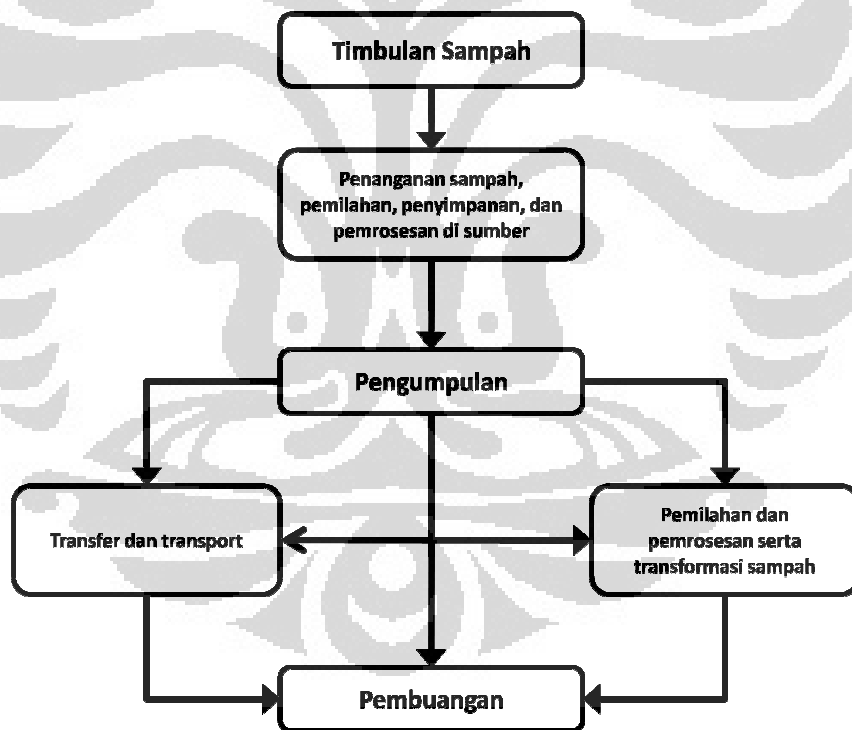 Timbulan Sampah
Penanganan sampah,
pemilahan, penyimpanan, dan
pemrosesan di sumber
Pengumpulan
Transfer dan transport
Pemilahan dan
pemrosesan serta
transformasi sampah
Pembuangan